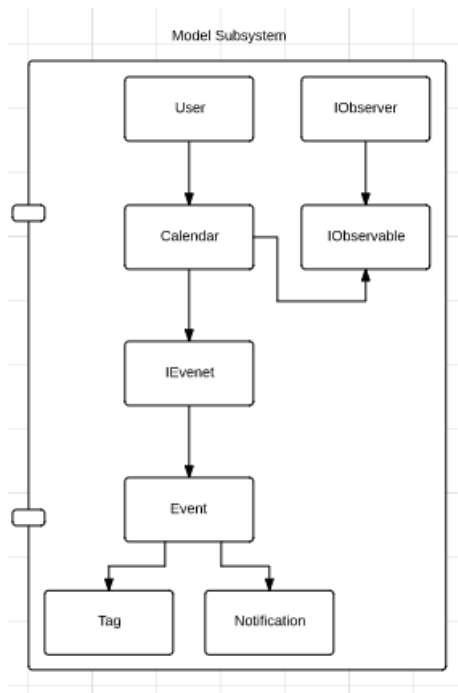 Model Subsystem
User
IObserver
Calendar
IObservable
IEvenet
Event
Tag
Notification